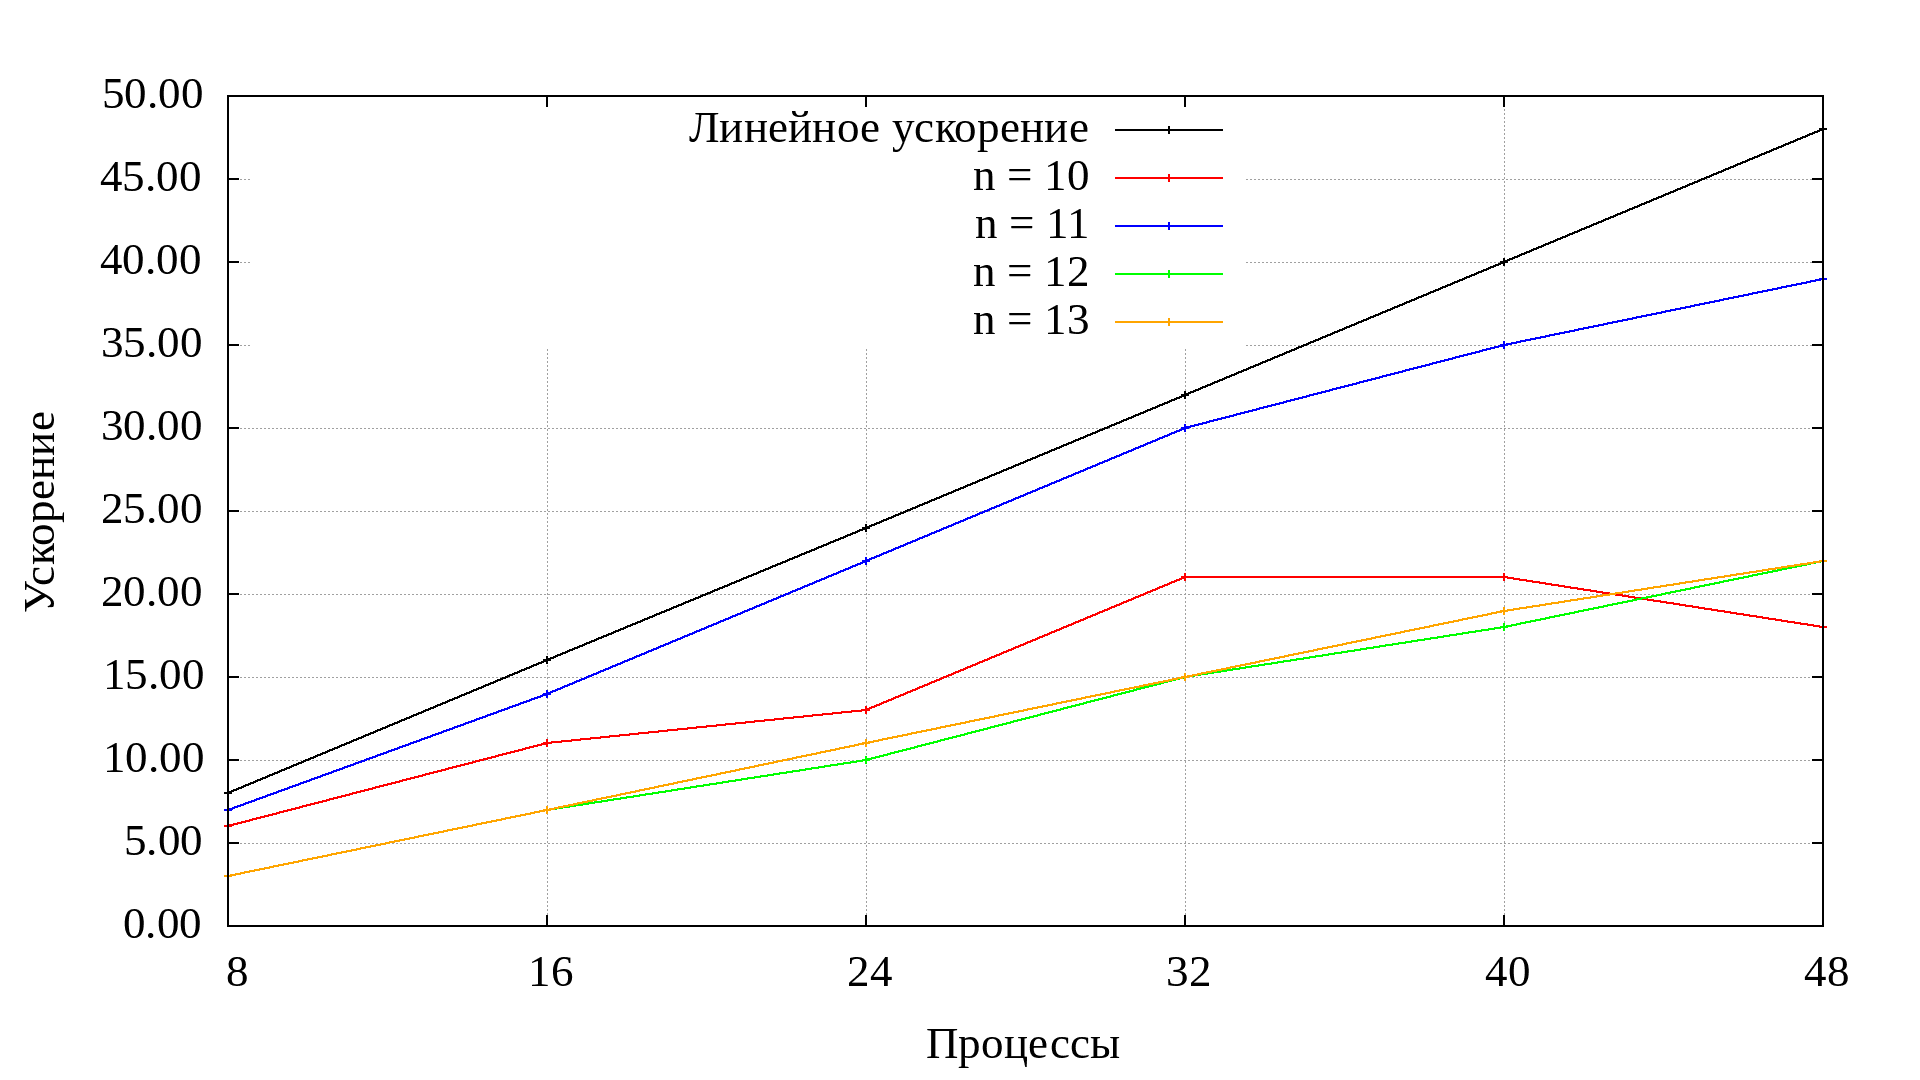 50.00
45.00
40.00
35.00
30.00
25.00
20.00
15.00
10.00
5.00
0.00
Ускорение
Линейное ускорение
n = 10
n = 11
n = 12
n = 13
8 16 24 32 40 48
Процессы